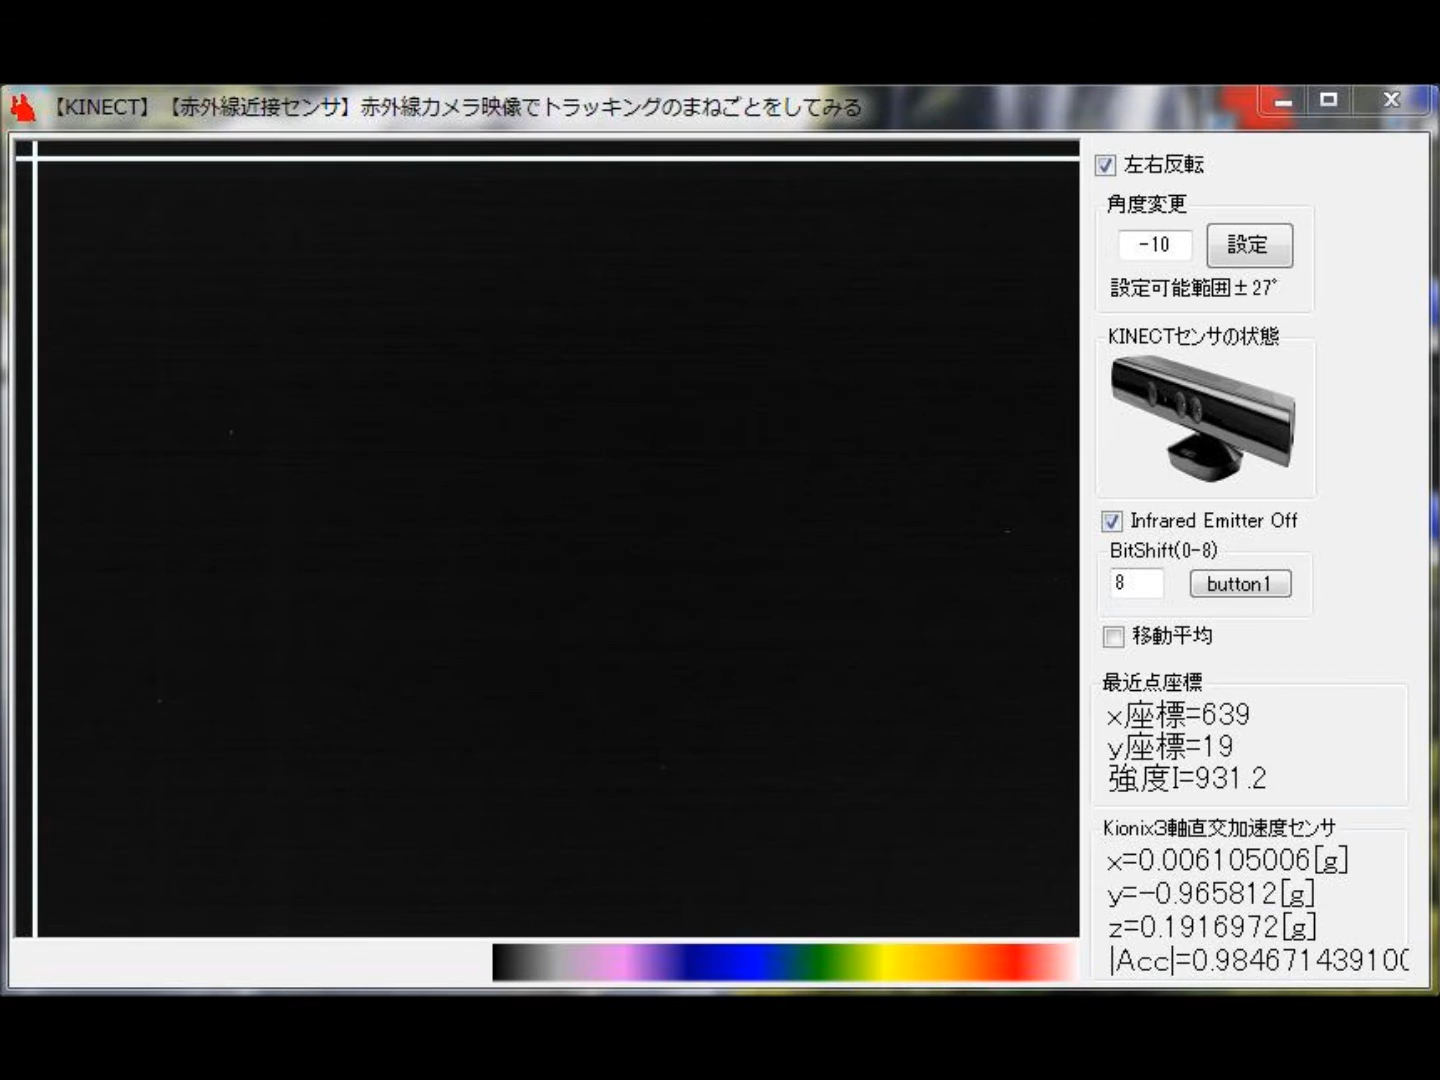 【KINECT】【赤外線近接センサ】赤外線カメラ映像でトラッキングのまねごとをしてみる
左右反転
角度変更
-10
設定
設定可能範囲±27°
KINECTセンサの状態
Infrared Emitter Off
BitShift(0-8)
8
button1
移動平均
最近点座標
x座標=639
y座標=19
強度I=931.2
Kionix3軸直交加速度センサ
x=0.006105006[g]
y=-0.965812[g]
z=0.1916972[g]